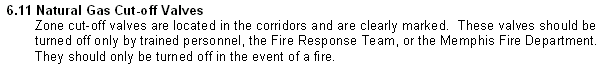 6.11 Natural Gas Cut-off Valves
Zone cut-off valves are located in the corridors and are clearly marked. These valves should be
turned off only by trained personnel, the Fire Response Team, or the Memphis Fire Department.
They should only be turned off in the event of a fire.